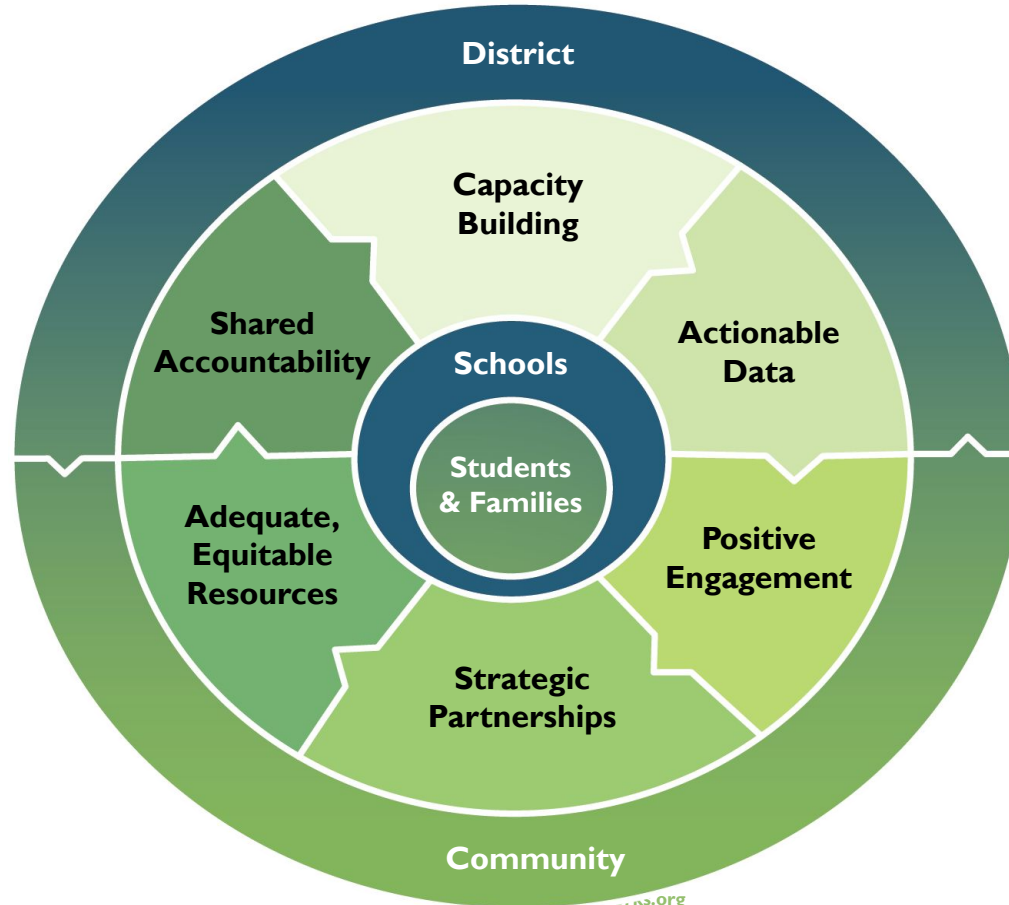 District
Capacity
Building
Shared
Accountability
Actionable
Data
Schools
Students
& Families
Adequate,
Equitable
Resources
Positive
Engagement
Strategic
Partnerships
Community